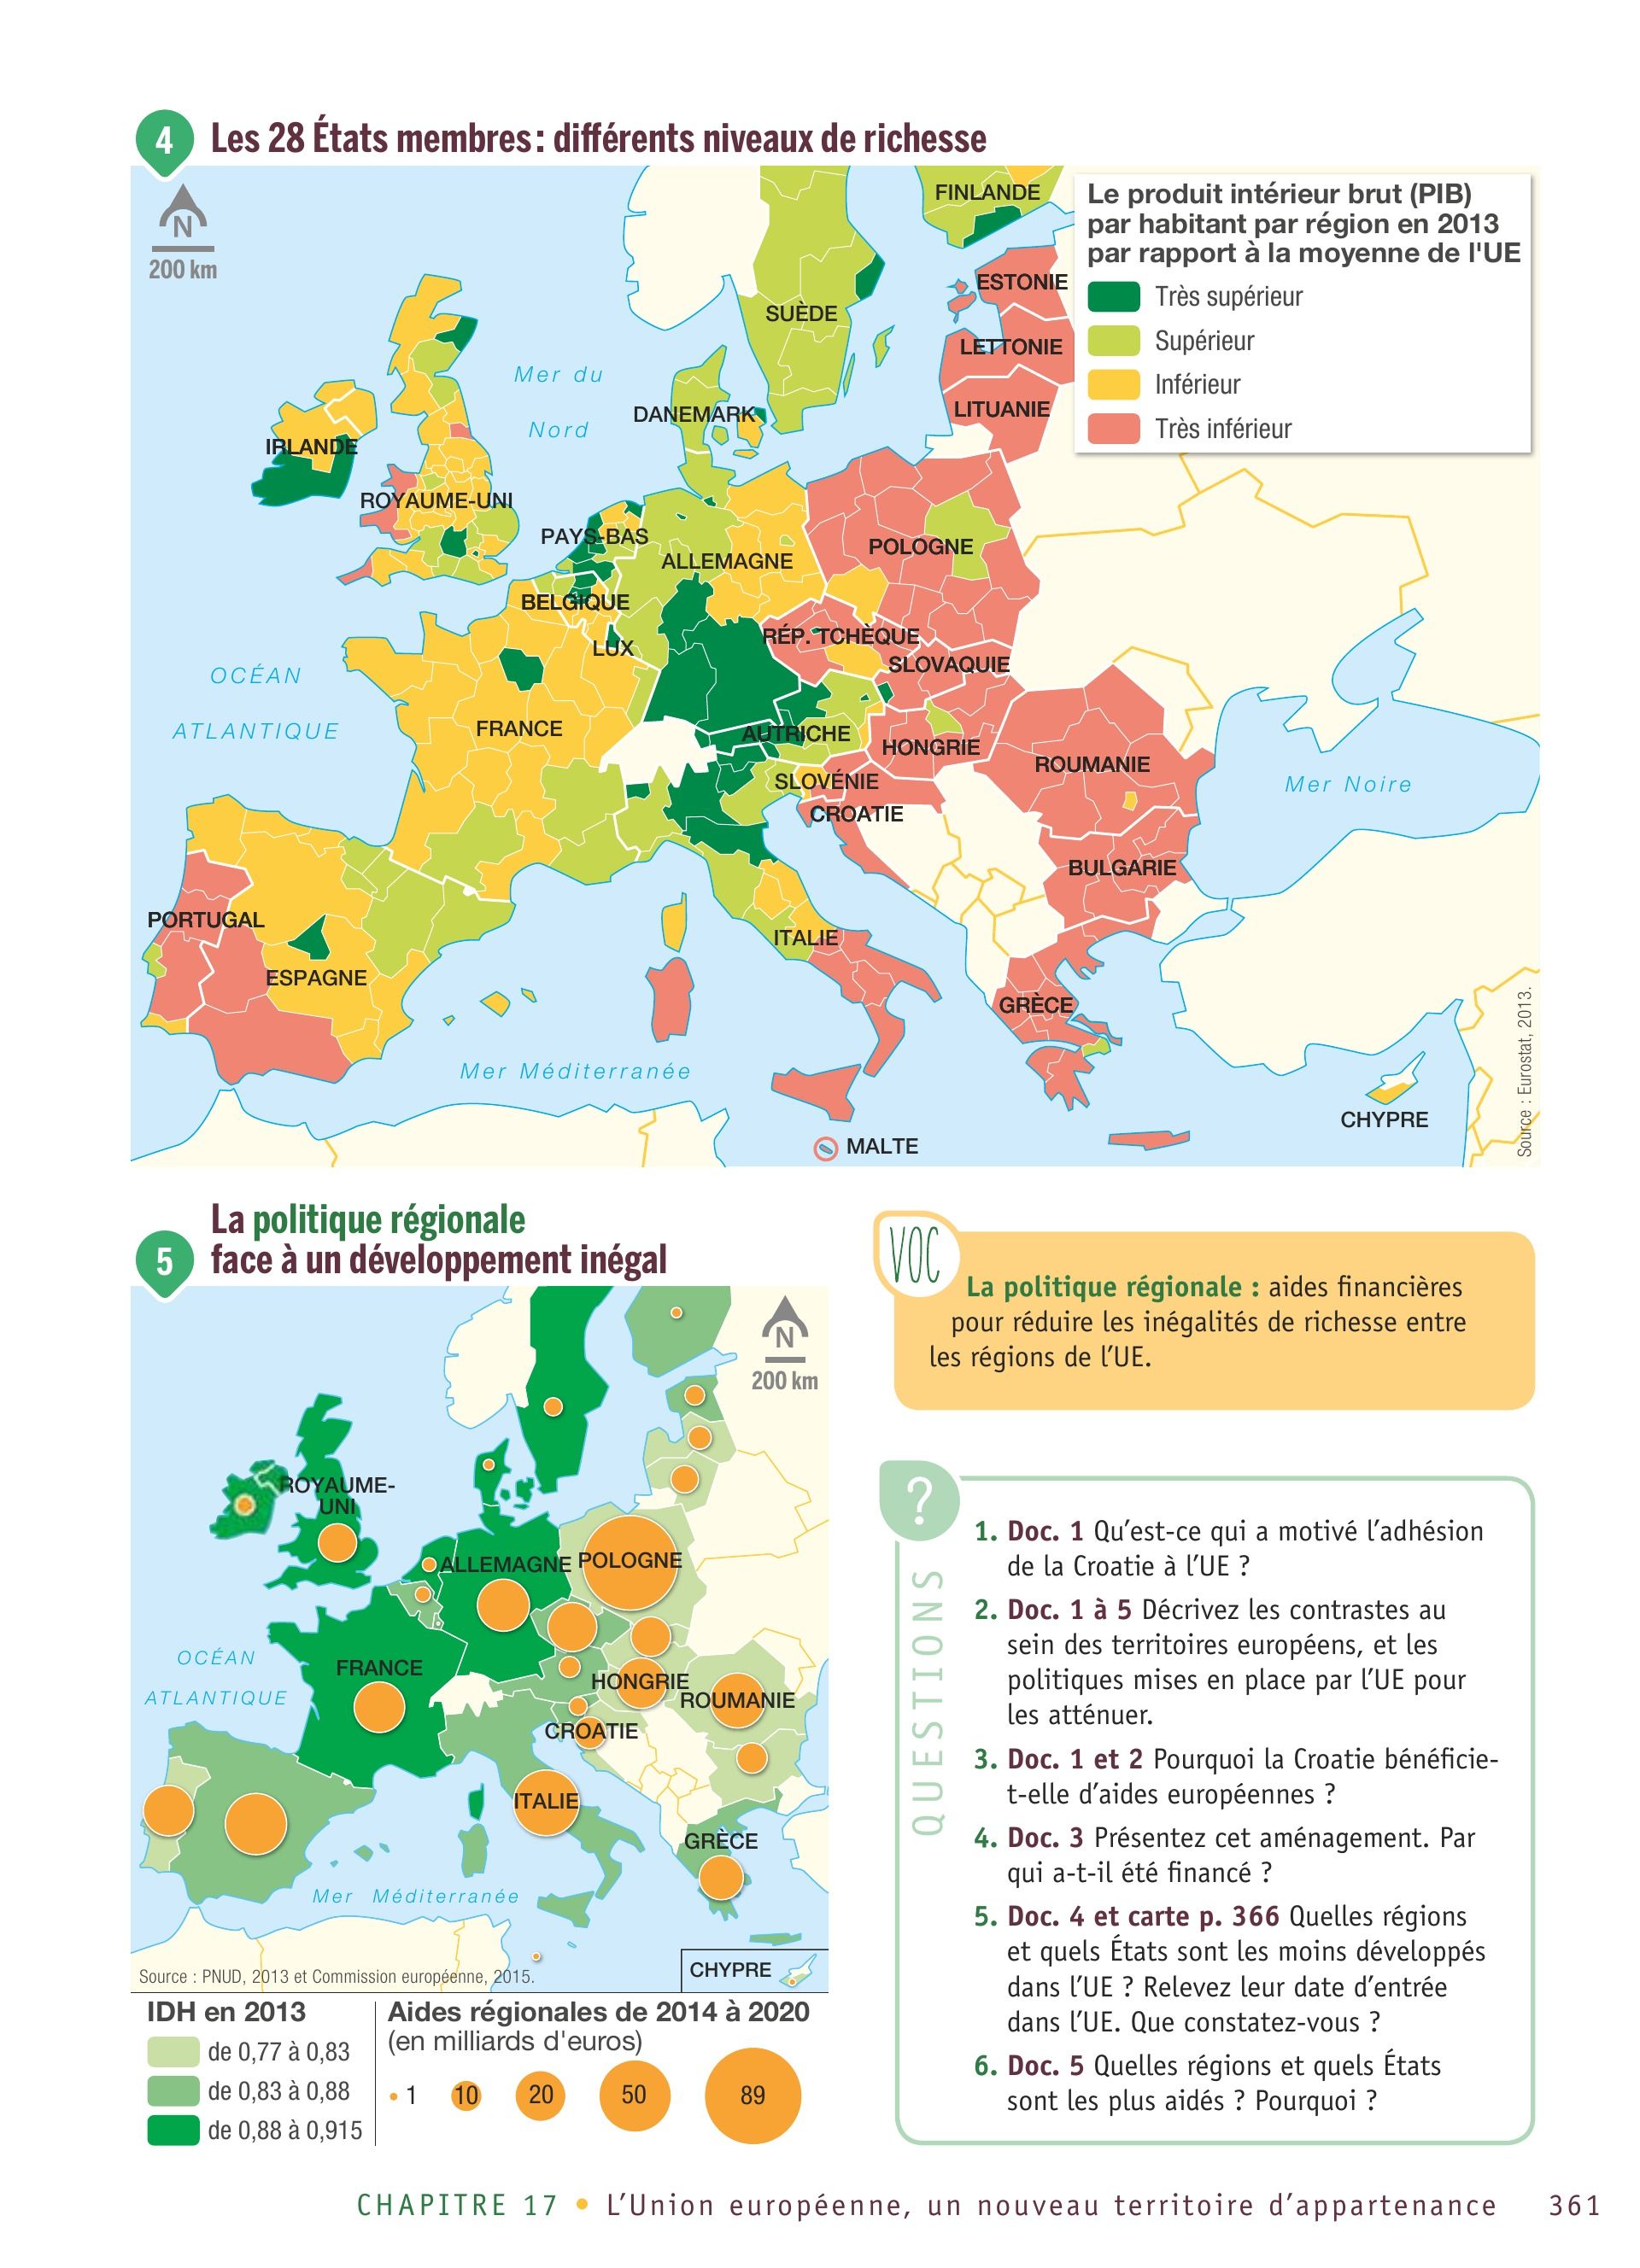 4
Les 28 États membres : différents niveaux de richesse
N
200 km
Le produit intérieur brut (PIB)
par habitant par région en 2013
par rapport à la moyenne de l'UE
Très supérieur
Supérieur
Inférieur
Très inférieur
FINLANDE
ESTONIE
SUÈDE
LETTONIE
Mer du
Nord
DANEMARK
LITUANIE
IRLANDE
ROYAUME-UNI
PAYS-BAS
ALLEMAGNE
POLOGNE
BELGIQUE
LUX
RÉP. TCHÈQUE
SLOVAQUIE
OCÉAN
ATLANTIQUE
FRANCE
AUTRICHE
HONGRIE
ROUMANIE
SLOVÉNIE
Mer Noire
CROATIE
BULGARIE
PORTUGAL
ITALIE
ESPAGNE
GRÈCE
Mer Méditerranée
CHYPRE
MALTE
Source : Eurostat, 2013.
5
La politique régionale
face à un développement inégal
N
200 km
ROYAUME-
UNI
ALLEMAGNE
POLOGNE
OCÉAN
ATLANTIQUE
FRANCE
HONGRIE
ROUMANIE
CROATIE
ITALIE
GRÈCE
Mer Méditerranée
CHYPRE
Source : PNUD, 2013 et Commission européenne, 2015.
IDH en 2013
de 0,77 à 0,83
de 0,83 à 0,88
de 0,88 à 0,915
Aides régionales de 2014 à 2020
(en milliards d'euros)
1
10
20
50
89
VOC
La politique régionale : aides financières
pour réduire les inégalités de richesse entre
les régions de l'UE.
?
QUESTIONS
1. Doc. 1 Qu'est-ce qui a motivé l'adhésion
de la Croatie à l'UE ?
2. Doc. 1 à 5 Décrivez les contrastes au
sein des territoires européens, et les
politiques mises en place par l'UE pour
les atténuer.
3. Doc. 1 et 2 Pourquoi la Croatie bénéficie-
t-elle d'aides européennes ?
4. Doc. 3 Présentez cet aménagement. Par
qui a-t-il été financé ?
5. Doc. 4 et carte p. 366 Quelles régions
et quels États sont les moins développés
dans l'UE ? Relevez leur date d'entrée
dans l'UE. Que constatez-vous ?
6. Doc. 5 Quelles régions et quels États
sont les plus aidés ? Pourquoi ?
CHAPITRE 17 • L'Union européenne, un nouveau territoire d'appartenance 361